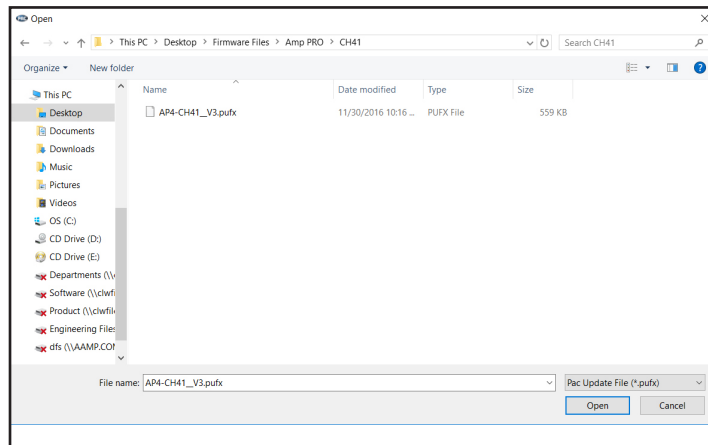 PAC Open
← → ↑ > This PC > Desktop > Firmware Files > Amp PRO > CH41 Search CH41
Organize New folder ?
Name Date modified Type Size
AP4-CH41__V3.pufx 11/30/2016 10:16 ... PUFX File 559 KB
This PC
Desktop
Documents
Downloads
Music
Pictures
Videos
OS (C:)
CD Drive (D:)
CD Drive (E:)
Departments (\\
Software (\\clwfi
Product (\\clwfil
Engineering Files
dfs (\\AAMP.CO
File name: AP4-CH41__V3.pufx Pac Update File (*.pufx)
Open Cancel